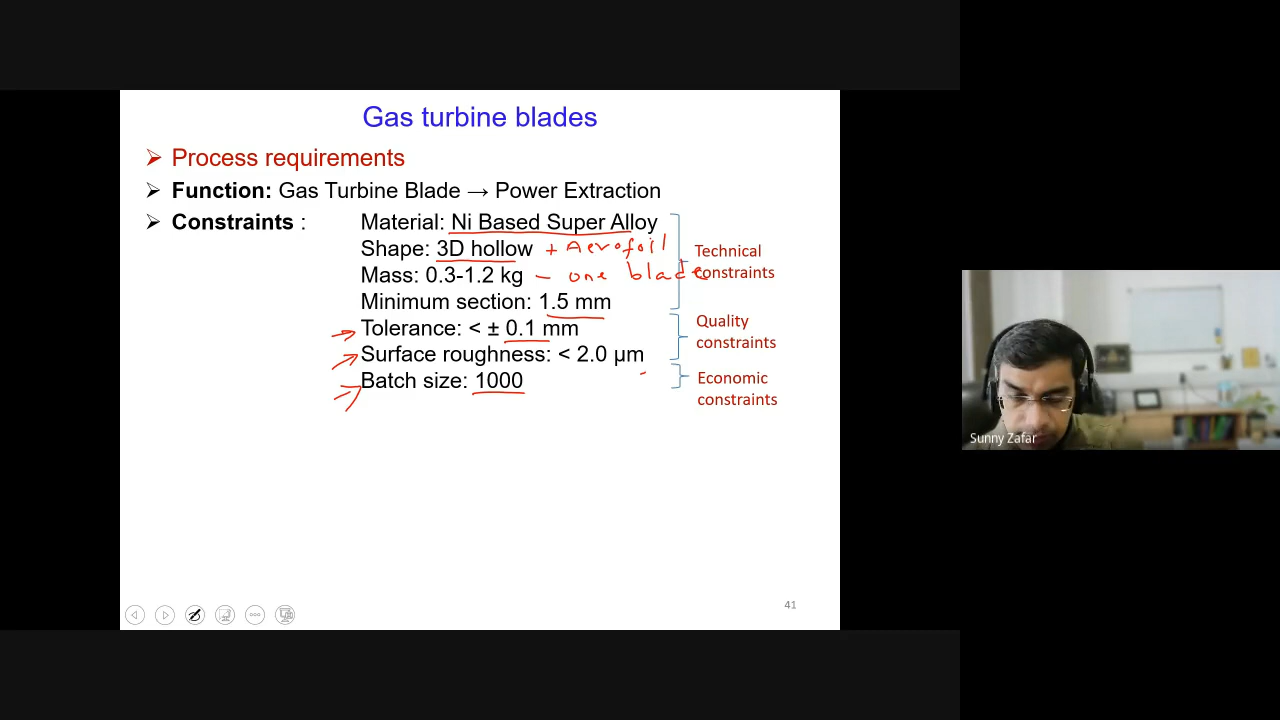 Gas turbine blades
➢ Process requirements
➢ Function: Gas Turbine Blade → Power Extraction
➢ Constraints : Material: Ni Based Super Alloy
Shape: 3D hollow + Aerofoil
Technical
constraints
Mass: 0.3-1.2 kg - one blade
Minimum section: 1.5 mm
Tolerance: < ± 0.1 mm
Quality
constraints
Surface roughness: < 2.0 μm
Batch size: 1000
Economic
constraints
Sunny Zafar
41